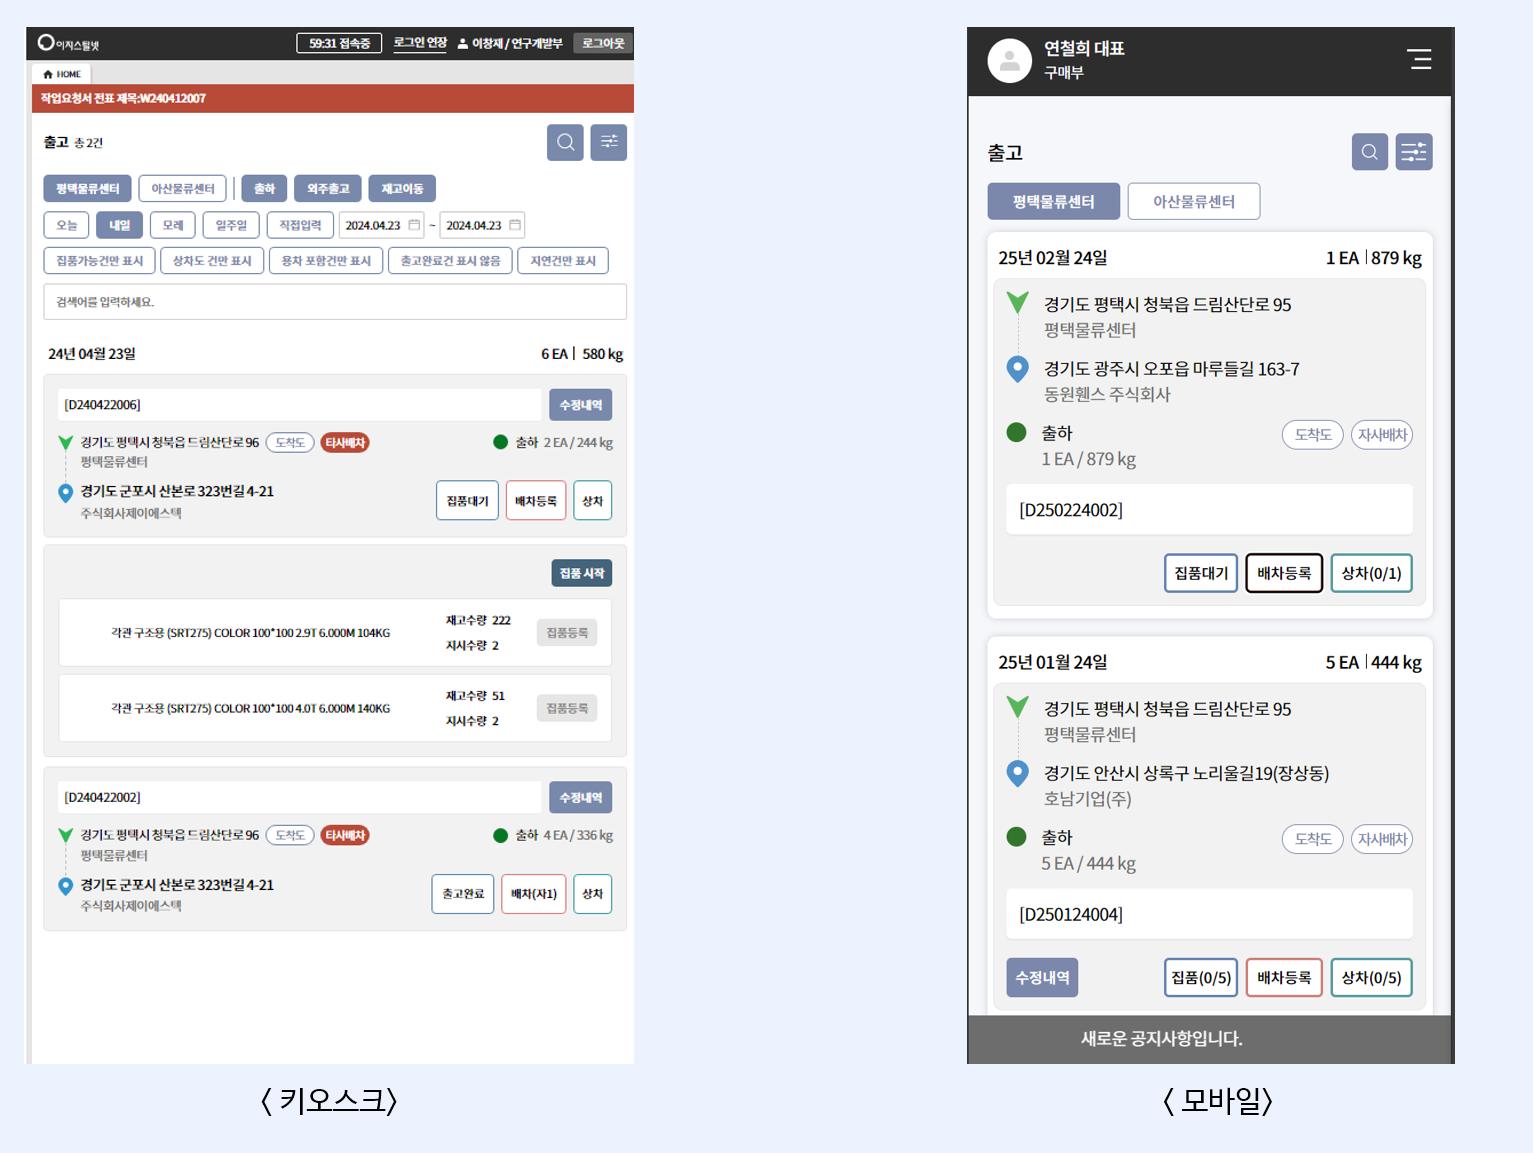 이지스틸넷
59:31 접속중
로그인 연장
이창재 / 연구개발부
로그아웃
HOME
작업요청서 전표 제목:W240412007
출고 총 2건
평택물류센터
아산물류센터
출하
외주출고
재고이동
오늘
내일
모레
일주일
직접입력
2024.04.23 ~ 2024.04.23
집품가능건만 표시
상차도 건만 표시
용차 포함건만 표시
출고완료건 표시 않음
지연건만 표시
검색어를 입력하세요.
24년 04월 23일
6 EA | 580 kg
[D240422006]
수정내역
경기도 평택시 청북읍 드림산단로 96
도착도
타사배차
출하 2 EA / 244 kg
평택물류센터
경기도 군포시 산본로 323번길 4-21
주식회사제이에스텍
집품대기
배차등록
상차
집품 시작
각관 구조용 (SRT275) COLOR 100*100 2.9T 6.000M 104KG
재고수량 222
지시수량 2
집품등록
각관 구조용 (SRT275) COLOR 100*100 4.0T 6.000M 140KG
재고수량 51
지시수량 2
집품등록
[D240422002]
수정내역
경기도 평택시 청북읍 드림산단로 96
도착도
타사배차
출하 4 EA / 336 kg
평택물류센터
경기도 군포시 산본로 323번길 4-21
주식회사제이에스텍
출고완료
배차(자1)
상차
〈 키오스크〉
연철희 대표
구매부
출고
평택물류센터
아산물류센터
25년 02월 24일
1 EA | 879 kg
경기도 평택시 청북읍 드림산단로 95
평택물류센터
경기도 광주시 오포읍 마루들길 163-7
동원휀스 주식회사
출하
도착도
자사배차
1 EA / 879 kg
[D250224002]
집품대기
배차등록
상차(0/1)
25년 01월 24일
5 EA | 444 kg
경기도 평택시 청북읍 드림산단로 95
평택물류센터
경기도 안산시 상록구 노리울길19(장상동)
호남기업(주)
출하
도착도
자사배차
5 EA / 444 kg
[D250124004]
수정내역
집품(0/5)
배차등록
상차(0/5)
새로운 공지사항입니다.
〈 모바일〉